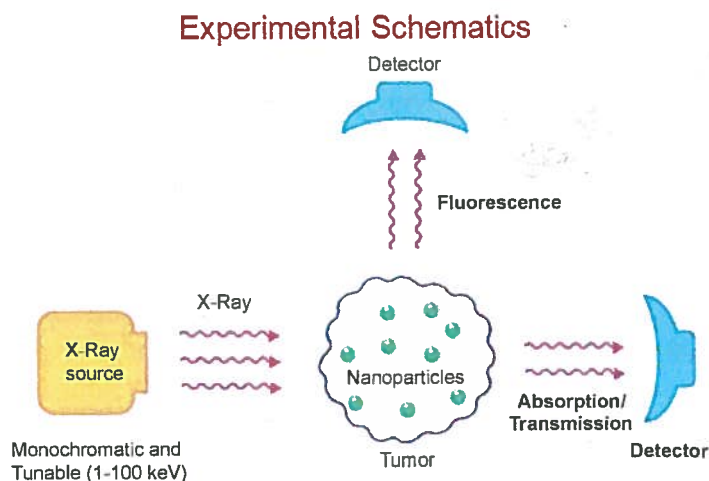 Experimental Schematics
Detector
Fluorescence
X-Ray
X-Ray
source
Nanoparticles
Absorption/
Transmission
Detector
Monochromatic and
Tunable (1-100 keV)
Tumor